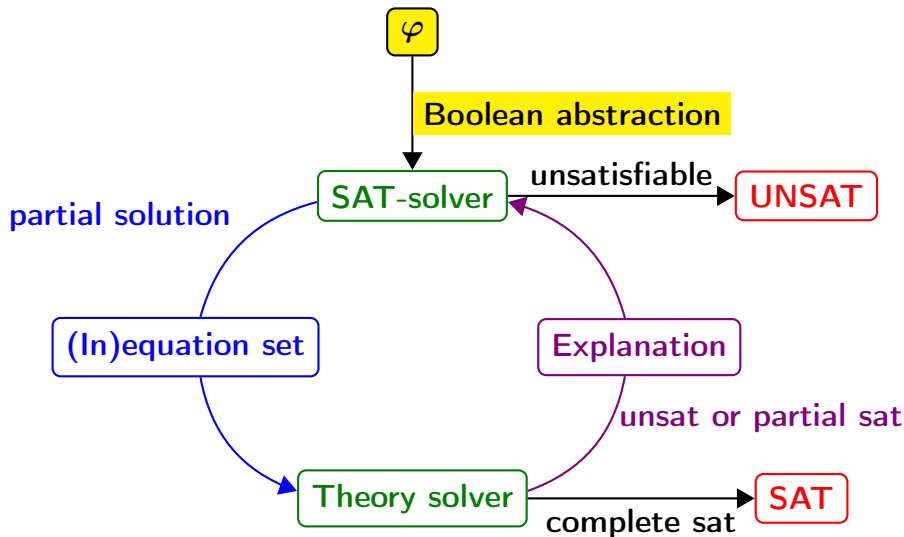 φ
Boolean abstraction
unsatisfiable
SAT-solver
UNSAT
partial solution
(In)equation set
Explanation
unsat or partial sat
Theory solver
SAT
complete sat